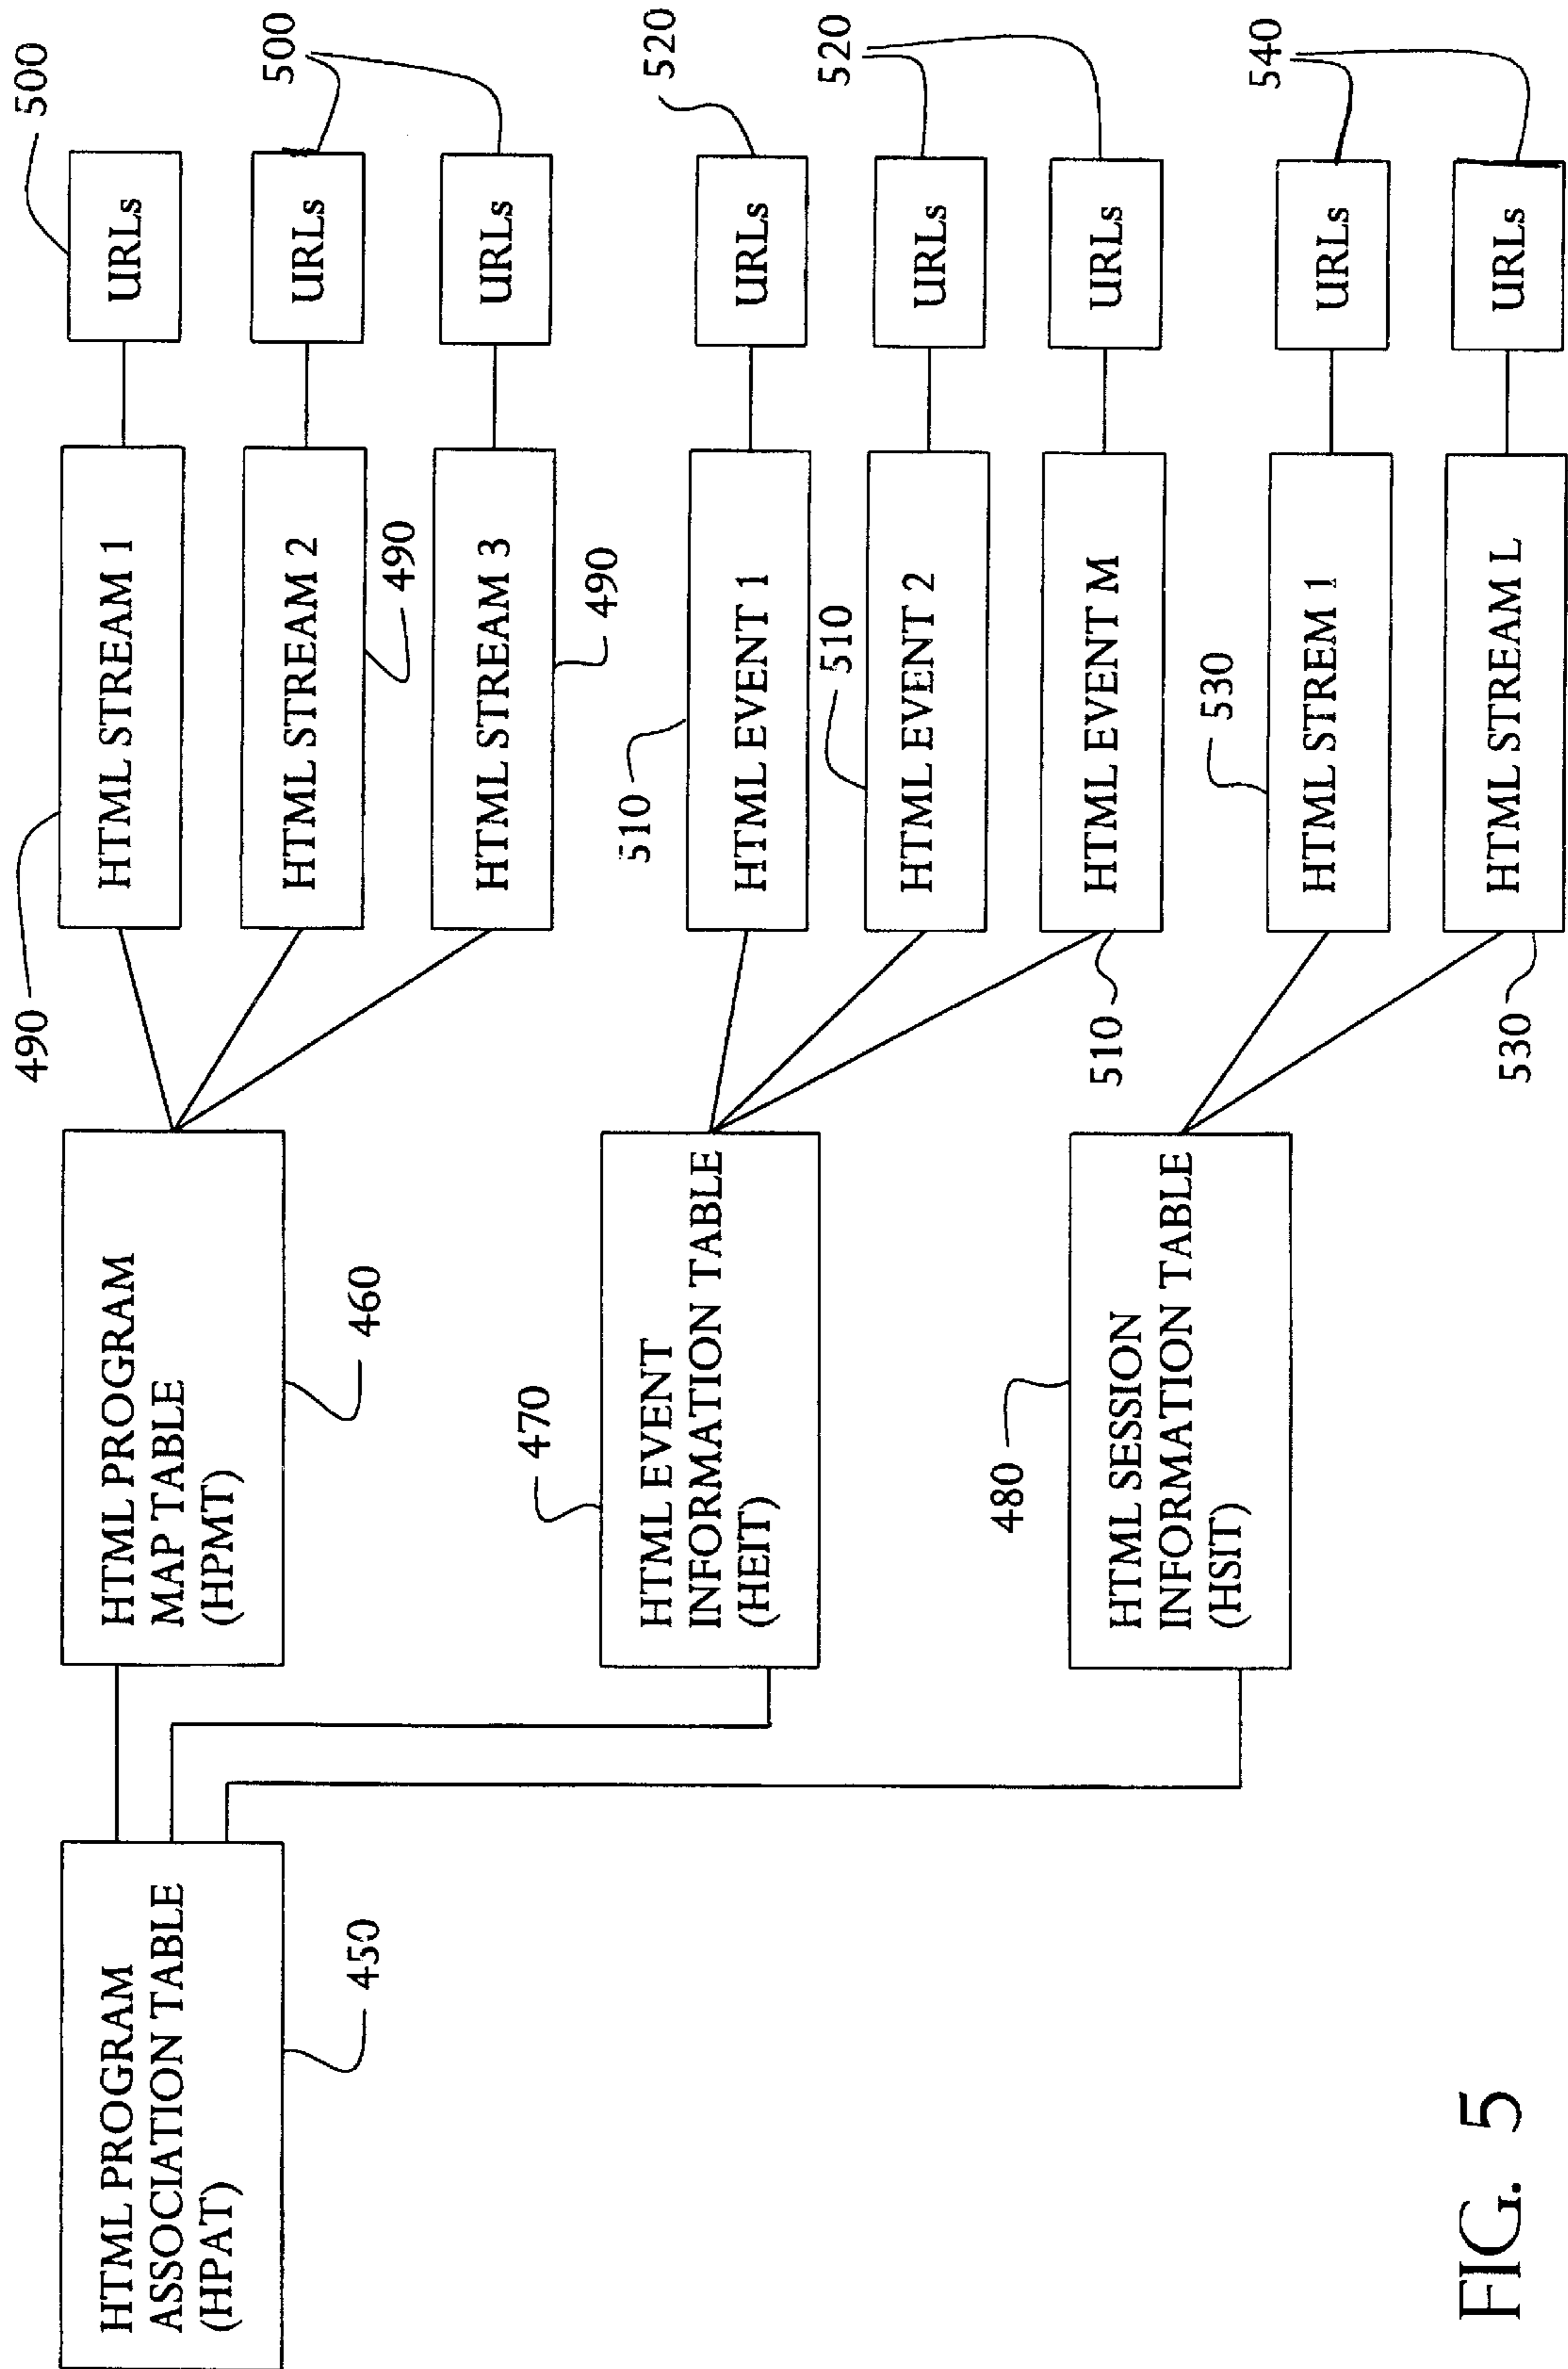 HTML PROGRAM
ASSOCIATION TABLE
(HPAT)
450
HTML PROGRAM
MAP TABLE
(HPMT)
460
HTML EVENT
INFORMATION TABLE
(HEIT)
470
HTML SESSION
INFORMATION TABLE
(HSIT)
480
490
HTML STREAM 1
URLs
500
HTML STREAM 2
490
URLs
500
HTML STREAM 3
490
URLs
510
HTML EVENT 1
URLs
520
510
HTML EVENT 2
URLs
520
HTML EVENT M
510
URLs
530
HTML STREM 1
URLs
540
HTML STREAM L
530
URLs
FIG. 5